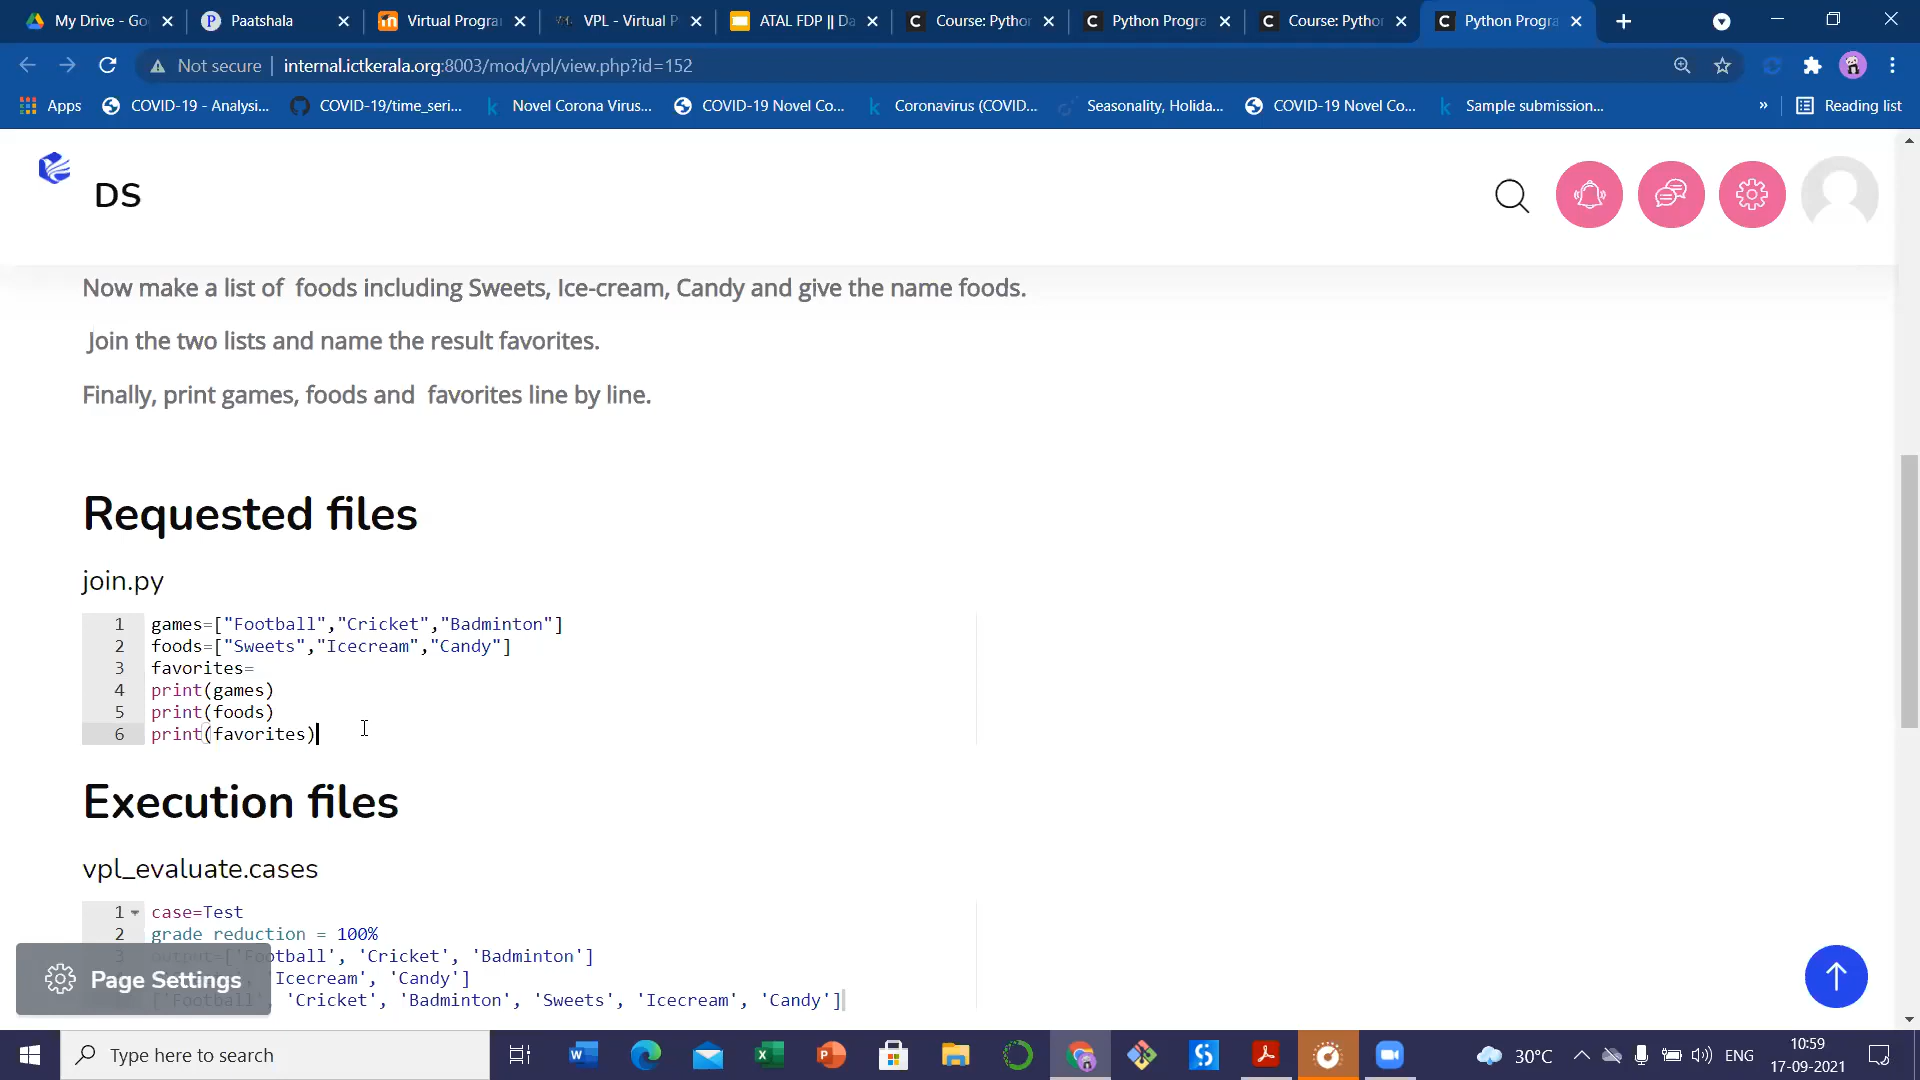 My Drive - Go
Paatshala
Virtual Progra
VPL - Virtual P
ATAL FDP || Da
Course: Pytho
Python Progra
Course: Pytho
Python Progra
Not secure
internal.ictkerala.org:8003/mod/vpl/view.php?id=152
Apps
COVID-19 - Analysi...
COVID-19/time_seri...
Novel Corona Virus...
COVID-19 Novel Co...
Coronavirus (COVID...
Seasonality, Holida...
COVID-19 Novel Co...
Sample submission...
»
Reading list
DS
Now make a list of foods including Sweets, Ice-cream, Candy and give the name foods.
Join the two lists and name the result favorites.
Finally, print games, foods and favorites line by line.
Requested files
join.py
1 games=["Football","Cricket","Badminton"]
2 foods=["Sweets","Icecream","Candy"]
3 favorites=
4 print(games)
5 print(foods)
6 print(favorites)
Execution files
vpl_evaluate.cases
1 case=Test
2 grade reduction = 100%
output=['Football', 'Cricket', 'Badminton']
'Icecream', 'Candy']
['Football', 'Cricket', 'Badminton', 'Sweets', 'Icecream', 'Candy']
Page Settings
Type here to search
30°C
ENG
10:59
17-09-2021